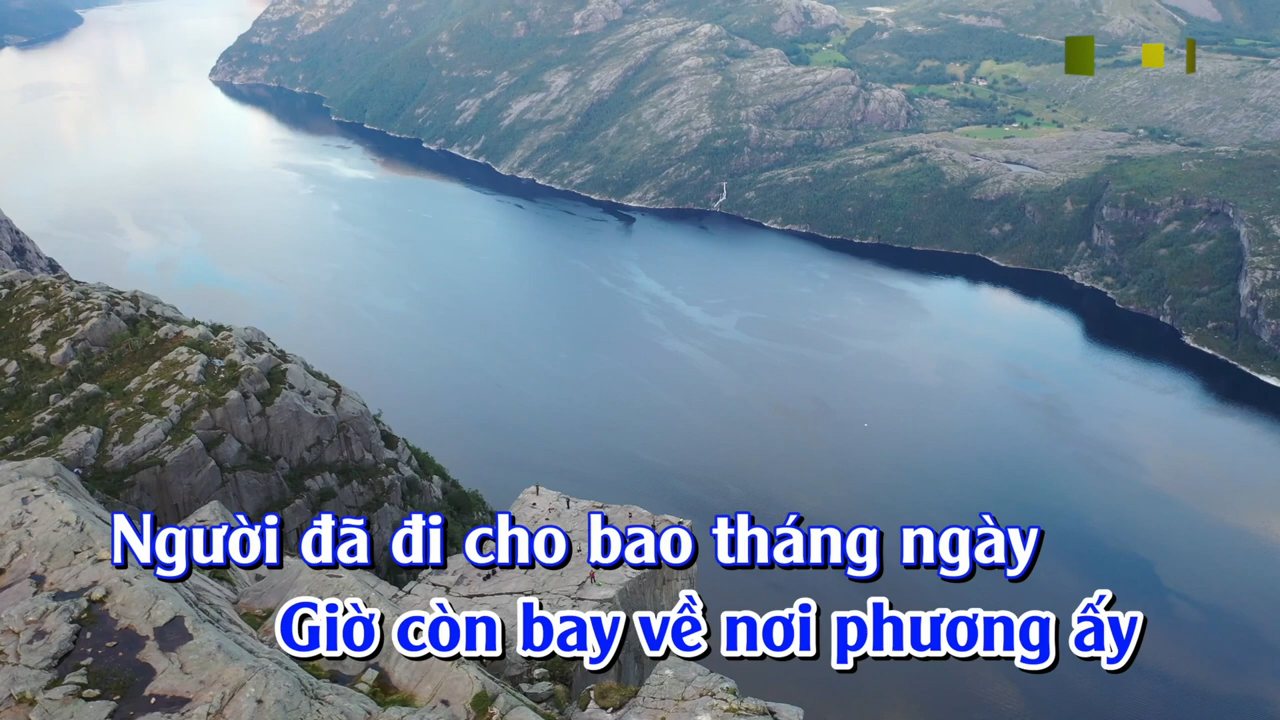 Người đã đi cho bao tháng ngày
Giờ còn bay về nơi phương ấy